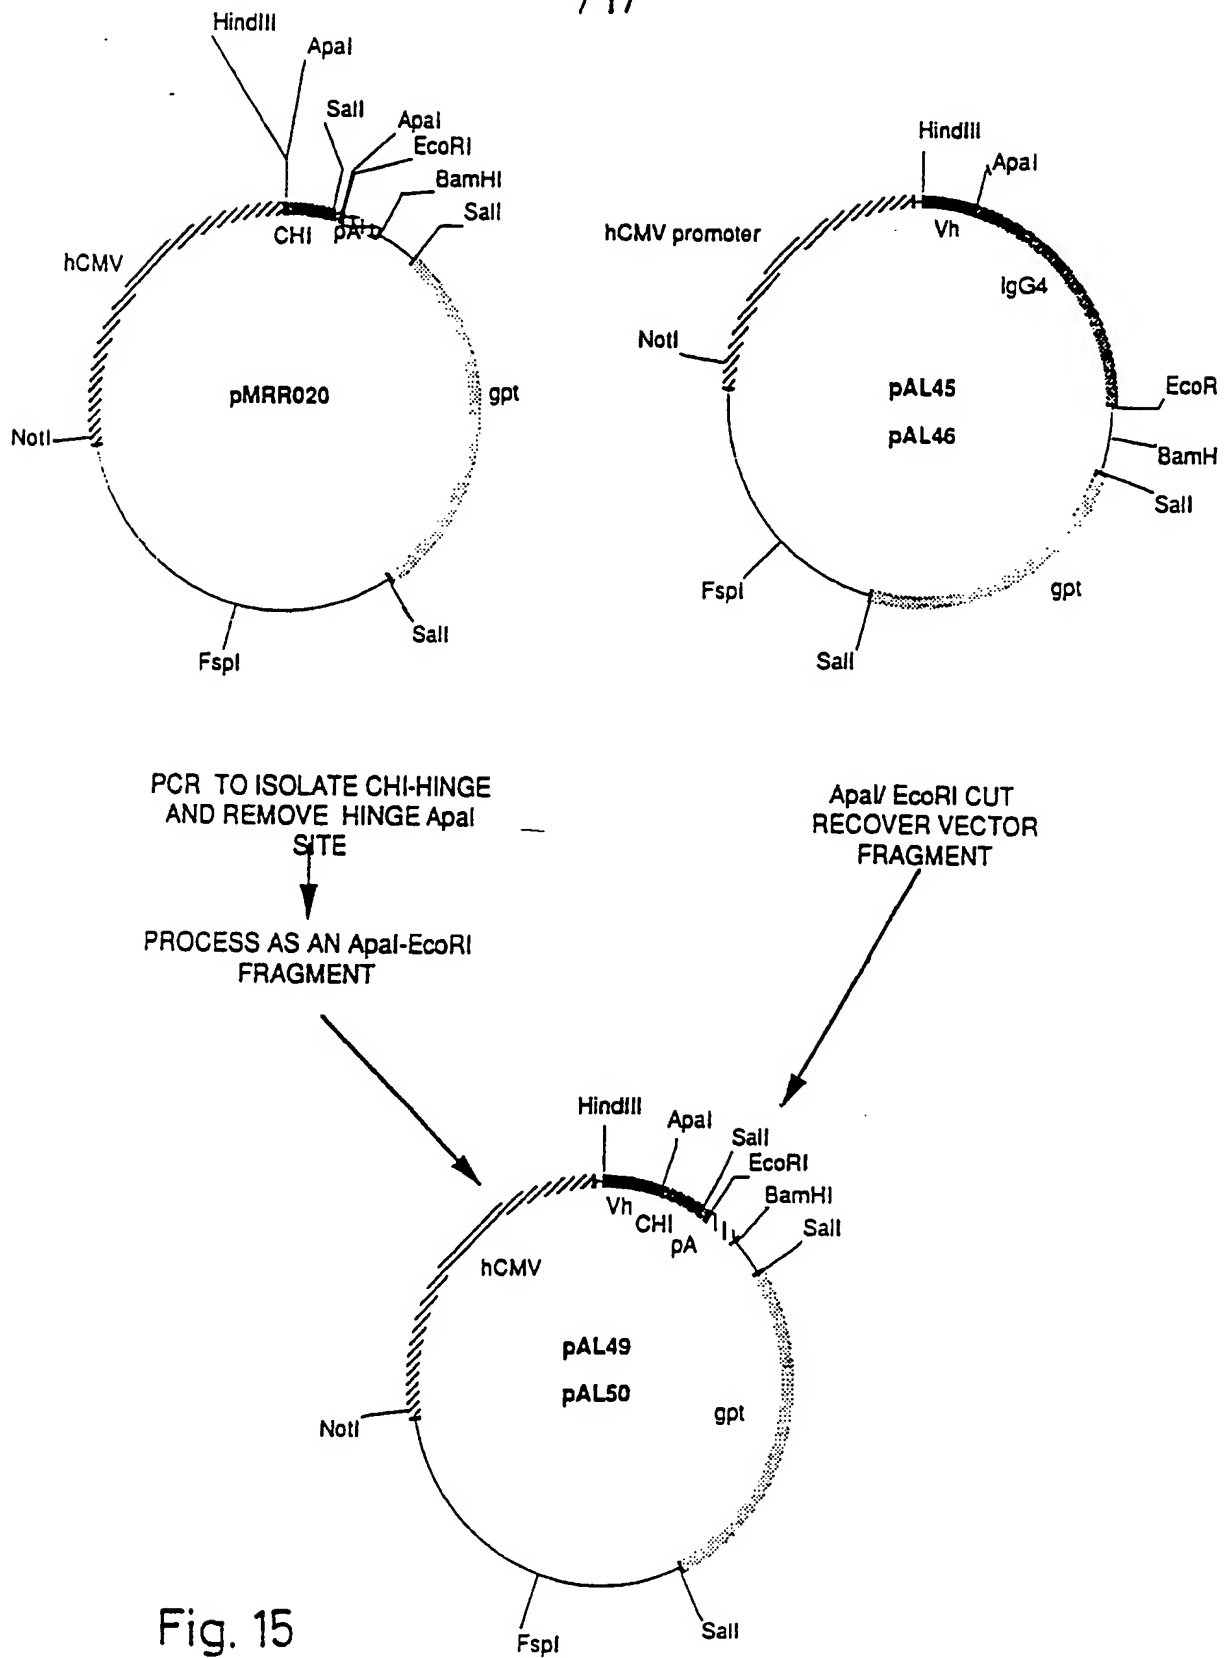 HindIII
ApaI
SalI
ApaI
EcoRI
BamHI
SalI
CHI
pA
hCMV
gpt
pMRR020
NotI
SalI
FspI
HindIII
ApaI
Vh
hCMV promoter
IgG4
NotI
pAL45
pAL46
EcoR
BamH
SalI
FspI
gpt
SalI
PCR TO ISOLATE CHI-HINGE
AND REMOVE HINGE ApaI
SITE
PROCESS AS AN ApaI-EcoRI
FRAGMENT
ApaI/ EcoRI CUT
RECOVER VECTOR
FRAGMENT
HindIII
ApaI
SalI
EcoRI
BamHI
SalI
Vh
CHI
pA
hCMV
pAL49
pAL50
gpt
NotI
FspI
SalI
Fig. 15